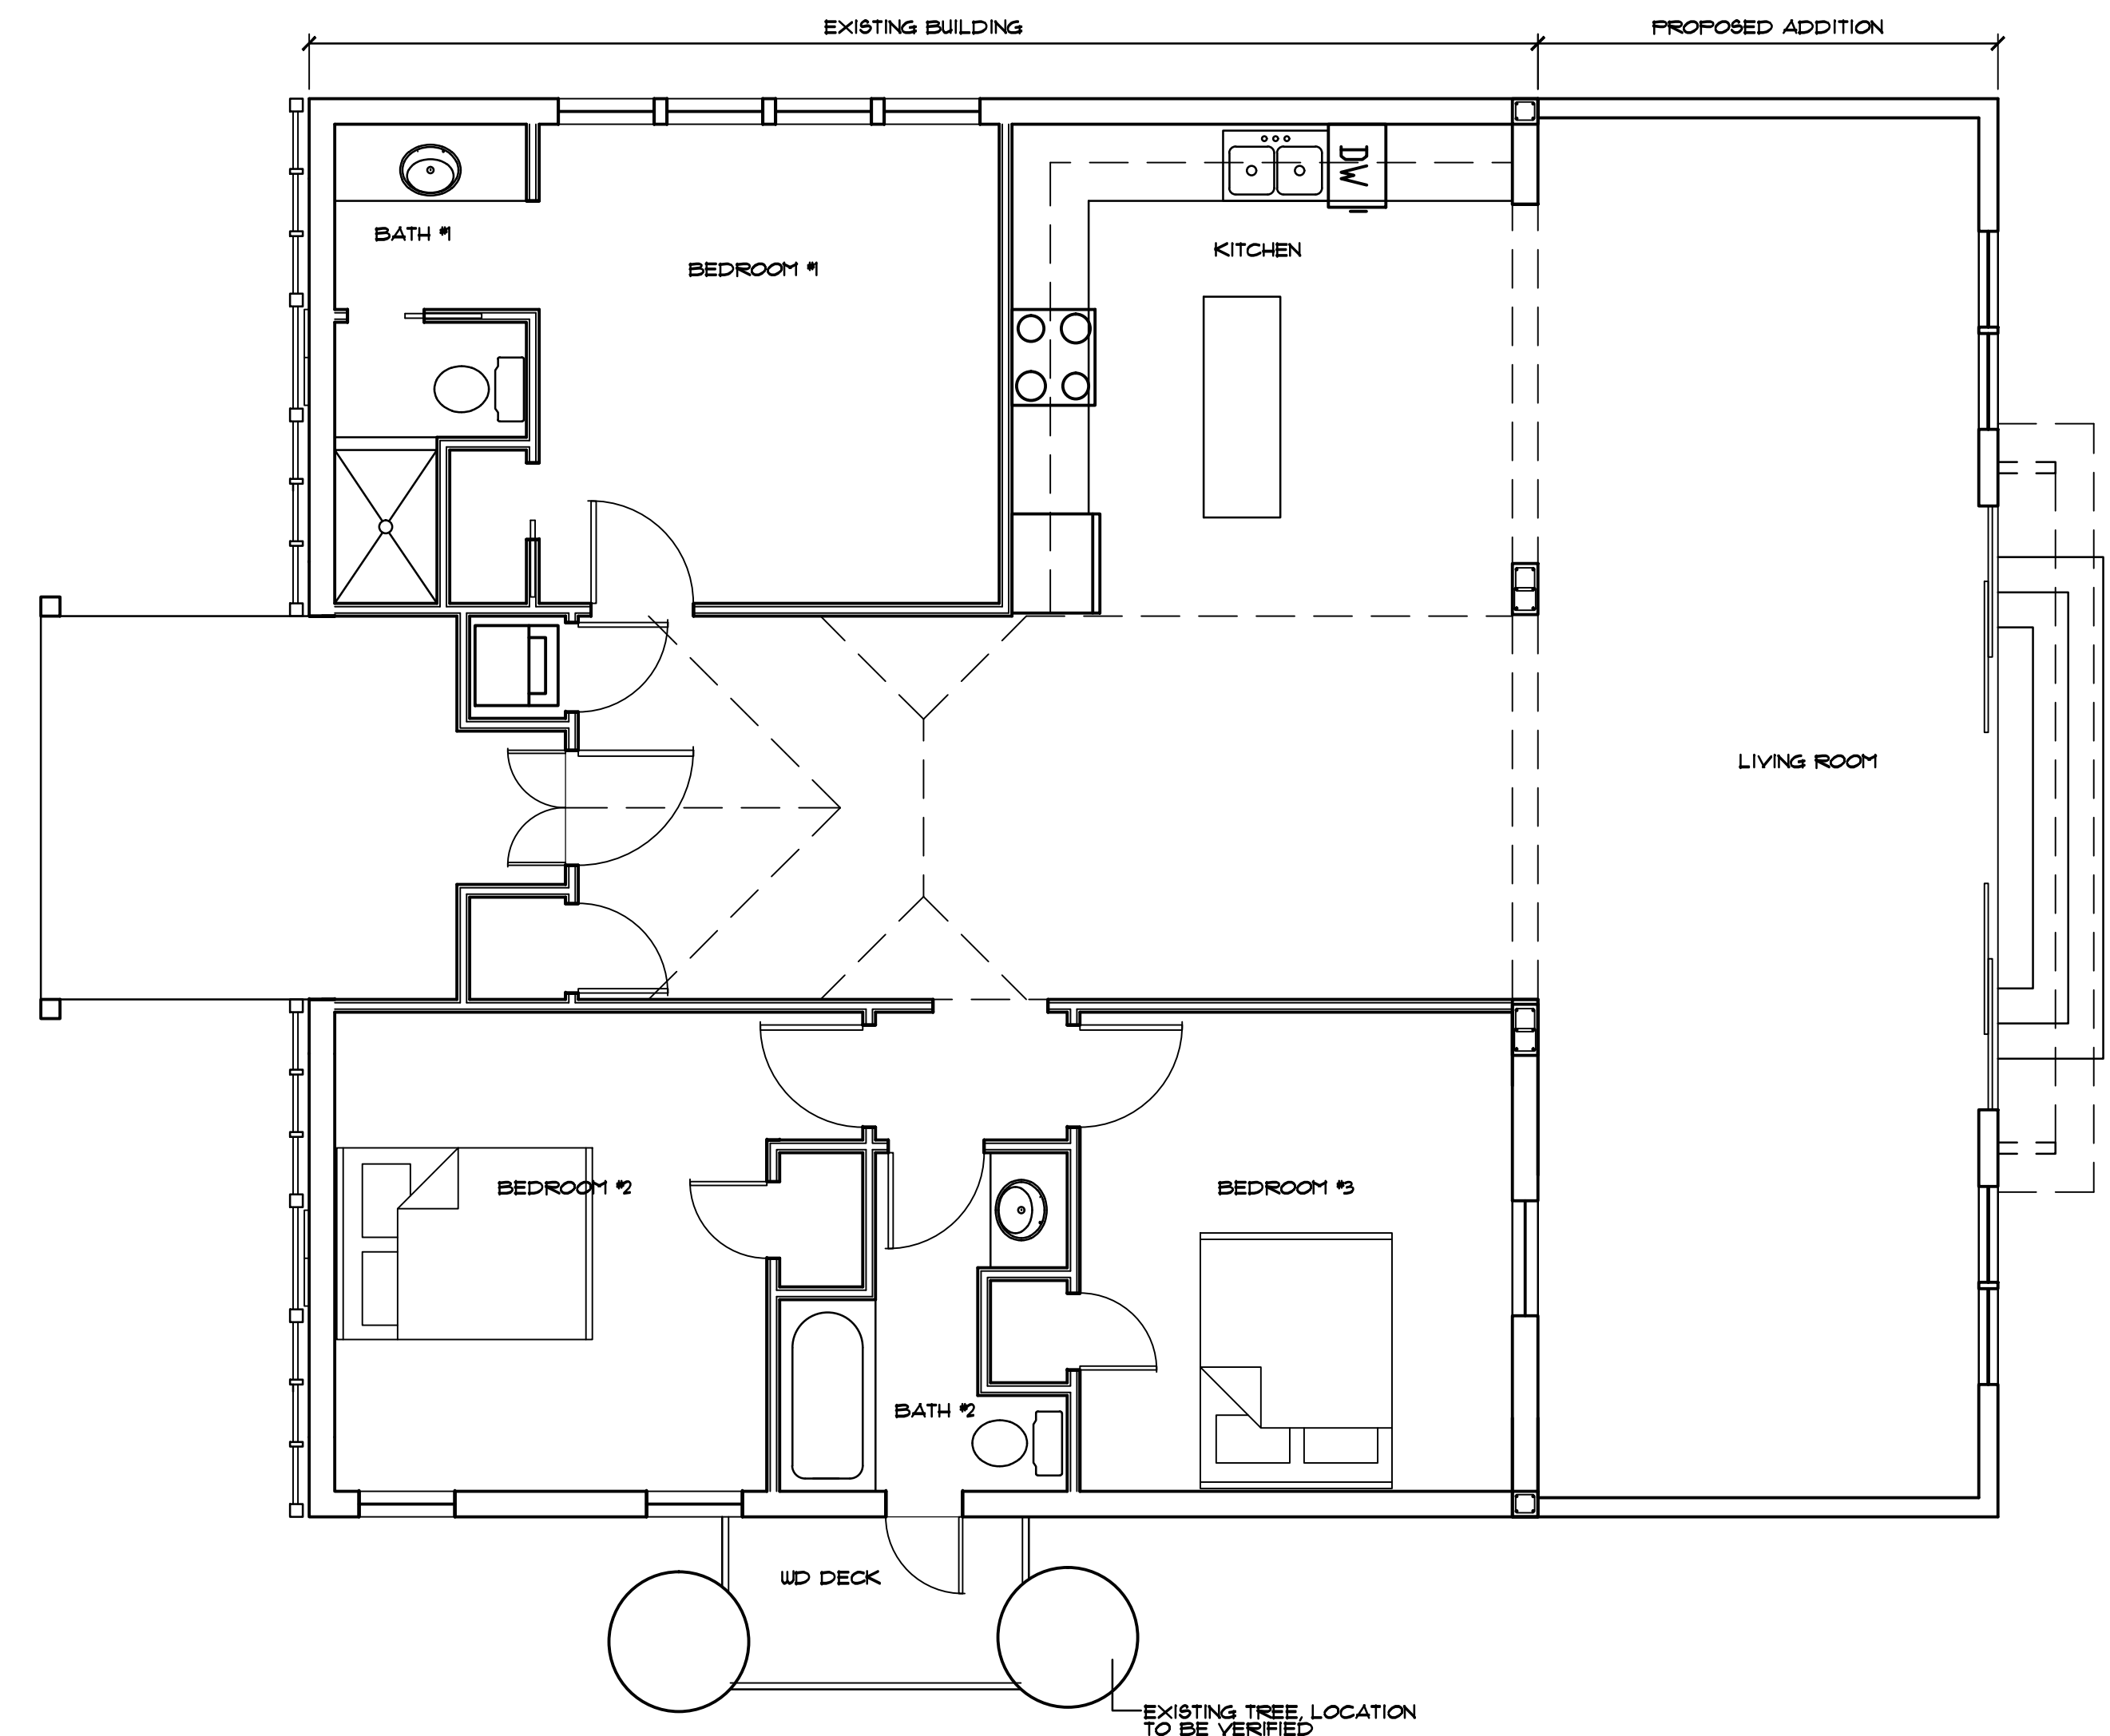 EXISTING BUILDING
PROPOSED ADDITION
DW
BATH #1
KITCHEN
BEDROOM #1
LIVING ROOM
BEDROOM #2
BEDROOM #3
BATH #2
WD DECK
EXISTING TREE, LOCATION
TO BE VERIFIED